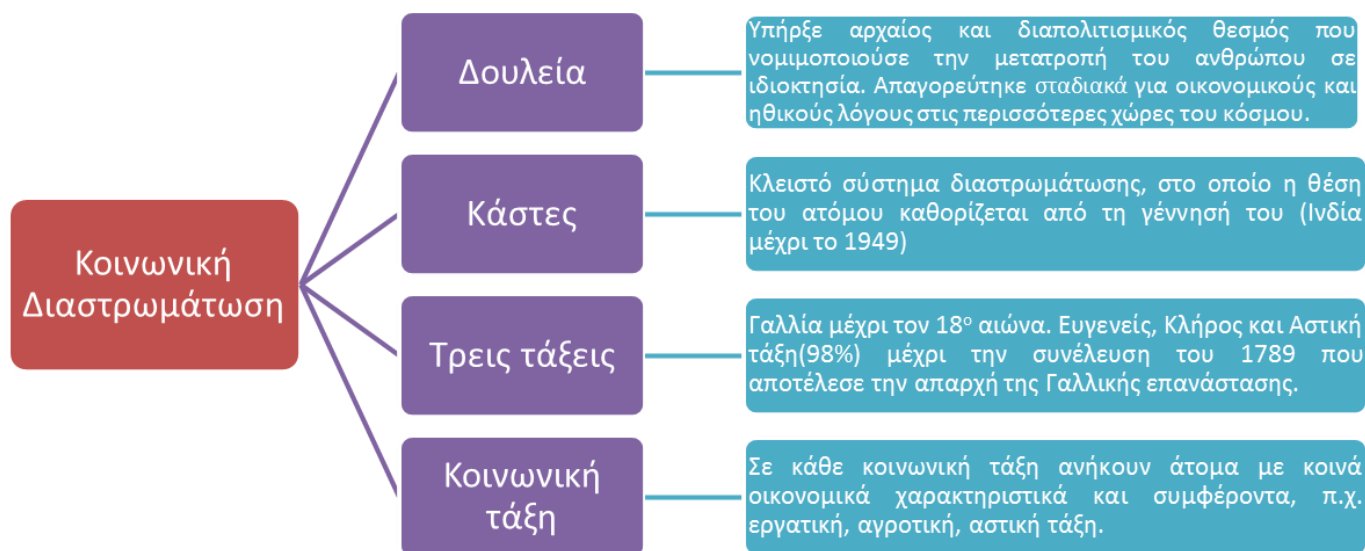 Κοινωνική
Διαστρωμάτωση
Δουλεία
Υπήρξε αρχαίος και διαπολιτισμικός θεσμός που
νομιμοποιούσε την μετατροπή του ανθρώπου σε
ιδιοκτησία. Απαγορεύτηκε σταδιακά για οικονομικούς και
ηθικούς λόγους στις περισσότερες χώρες του κόσμου.
Κάστες
Κλειστό σύστημα διαστρωμάτωσης, στο οποίο η θέση
του ατόμου καθορίζεται από τη γέννησή του (Ινδία
μέχρι το 1949)
Τρεις τάξεις
Γαλλία μέχρι τον 18ο αιώνα. Ευγενείς, Κλήρος και Αστική
τάξη(98%) μέχρι την συνέλευση του 1789 που
αποτέλεσε την απαρχή της Γαλλικής επανάστασης.
Κοινωνική
τάξη
Σε κάθε κοινωνική τάξη ανήκουν άτομα με κοινά
οικονομικά χαρακτηριστικά και συμφέροντα, π.χ.
εργατική, αγροτική, αστική τάξη.